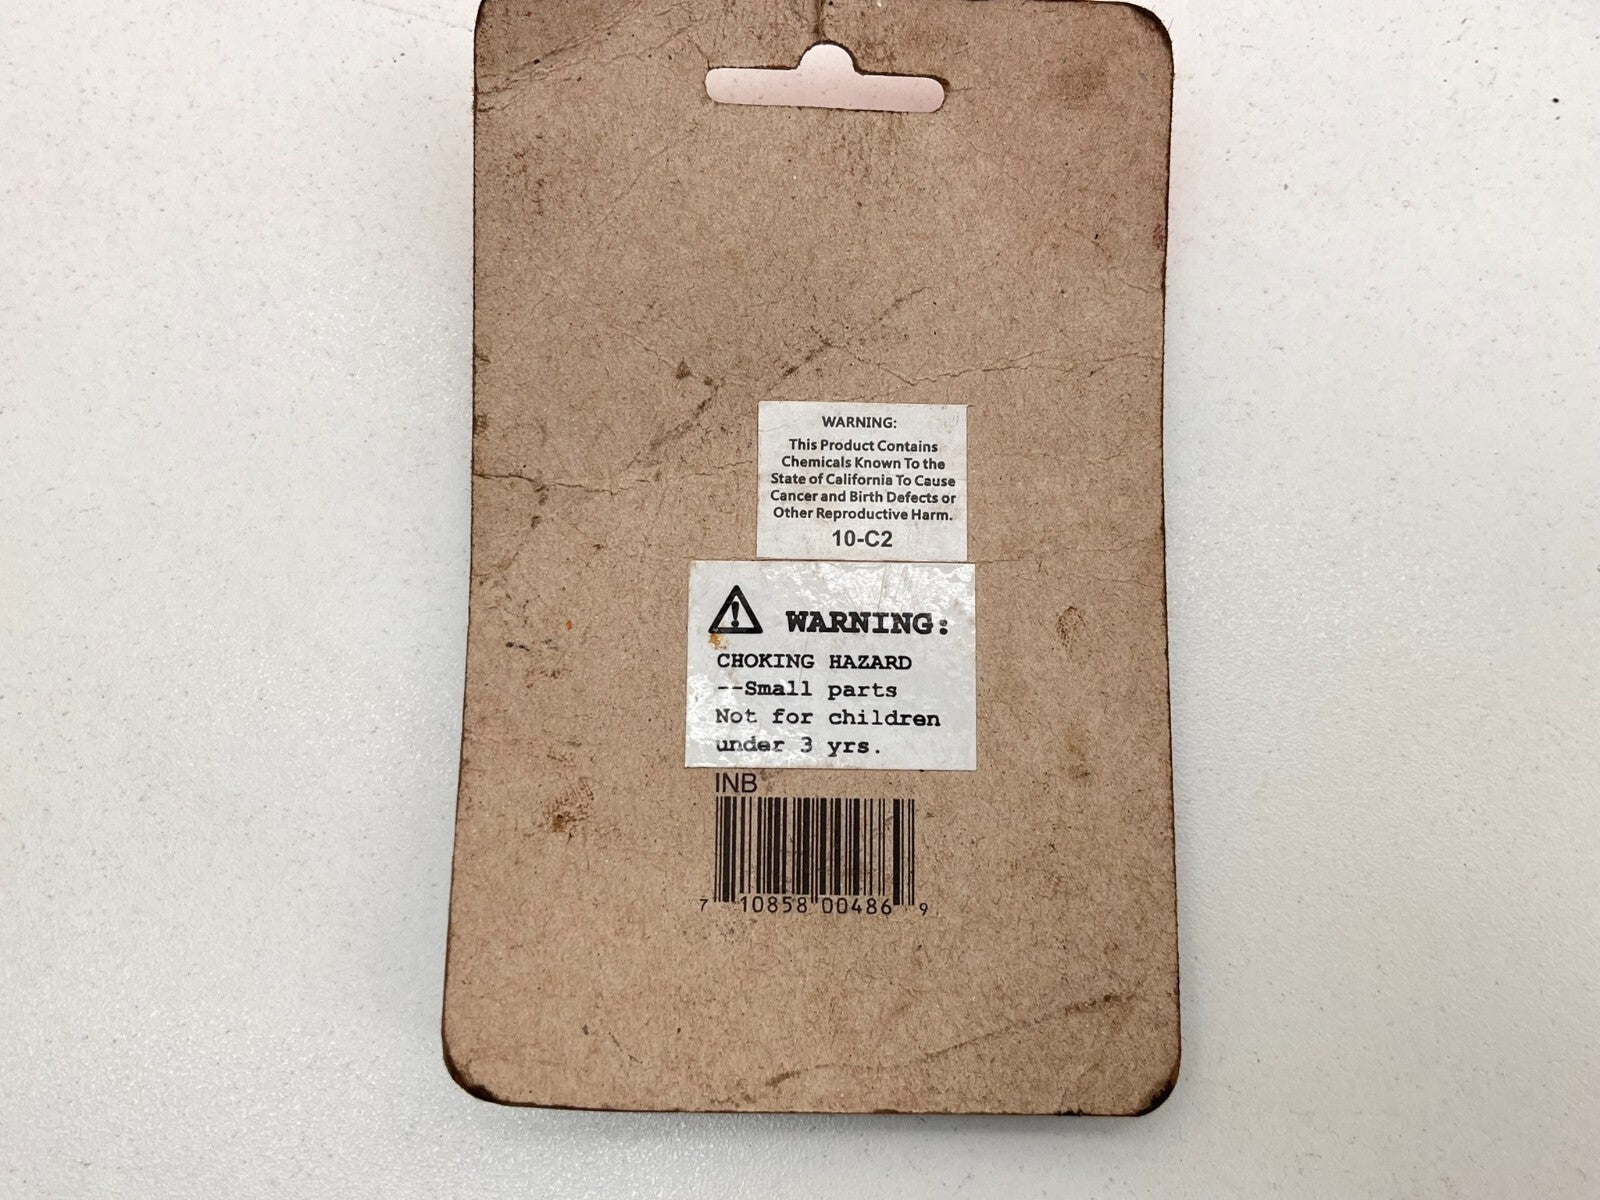 WARNING:
This Product Contains
Chemicals Known To the
State of California To Cause
Cancer and Birth Defects or
Other Reproductive Harm.
10-C2
WARNING:
CHOKING HAZARD
--Small parts
Not for children
under 3 yrs.
INB
7 10858 00486 9